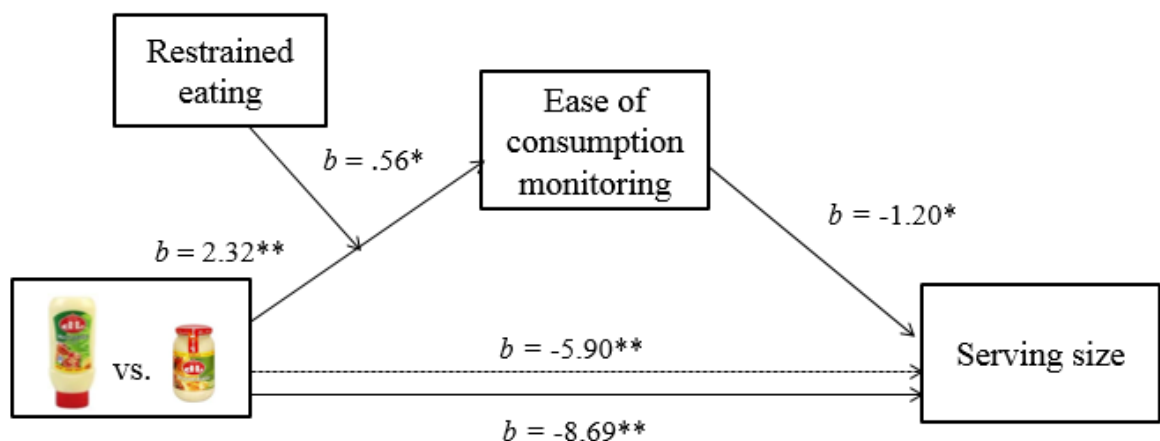 Restrained
eating
Ease of
consumption
monitoring
b = .56*
b = -1.20*
b = 2.32**
vs.
b = -5.90**
Serving size
b = -8.69**